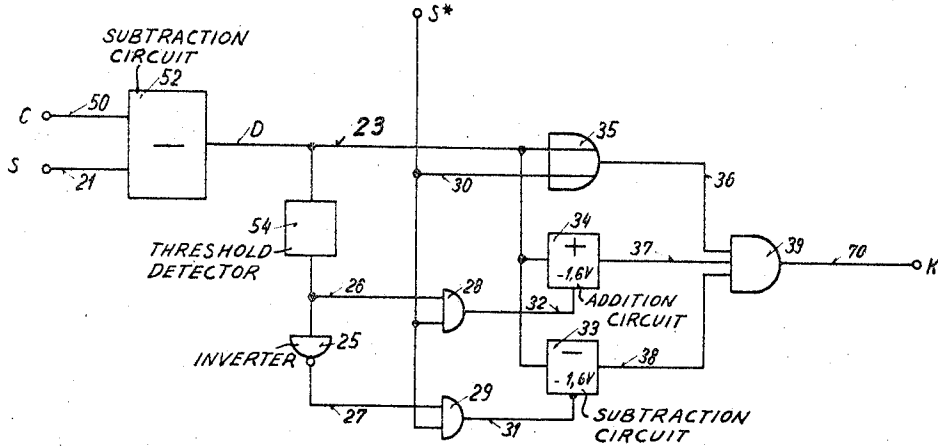 S*
SUBTRACTION
CIRCUIT
52
C
50
S
21
—
D
23
35
30
36
54
THRESHOLD
DETECTOR
34
+
-1,6V
37
39
70
K
26
28
32
ADDITION
CIRCUIT
INVERTER
25
33
—
-1,6V
38
27
29
31
SUBTRACTION
CIRCUIT